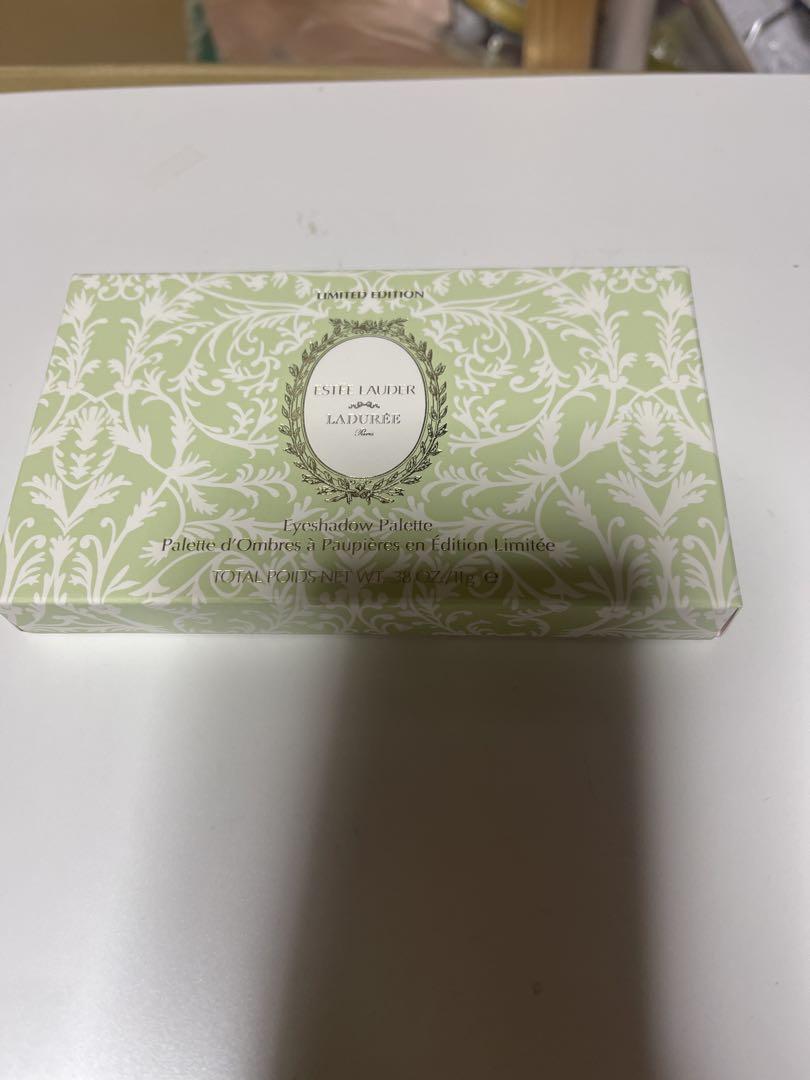 LIMITED EDITION
ESTĒE LAUDER
LADURÉE
Paris
Eyeshadow Palette
Palette d'Ombres à Paupières en Édition Limitée
TOTAL POIDS NET WT. .38 OZ./11g ℮